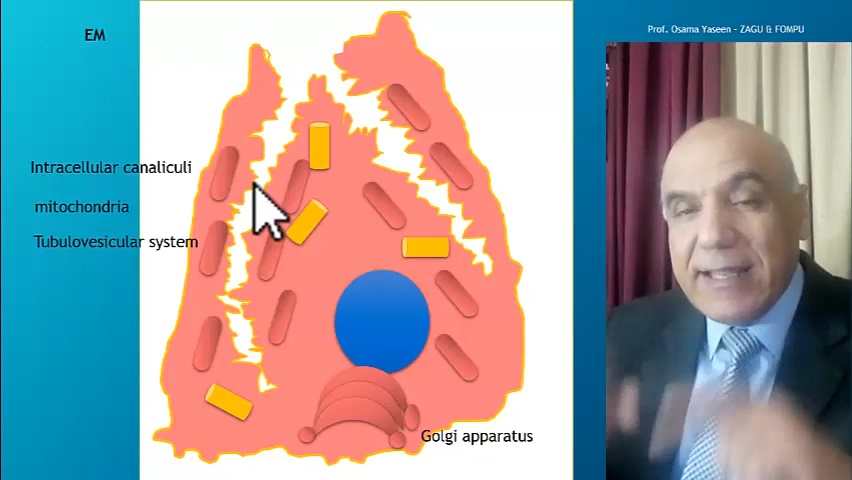 EM
Prof. Osama Yaseen – ZAGU & FOMPU
Intracellular canaliculi
mitochondria
Tubulovesicular system
Golgi apparatus